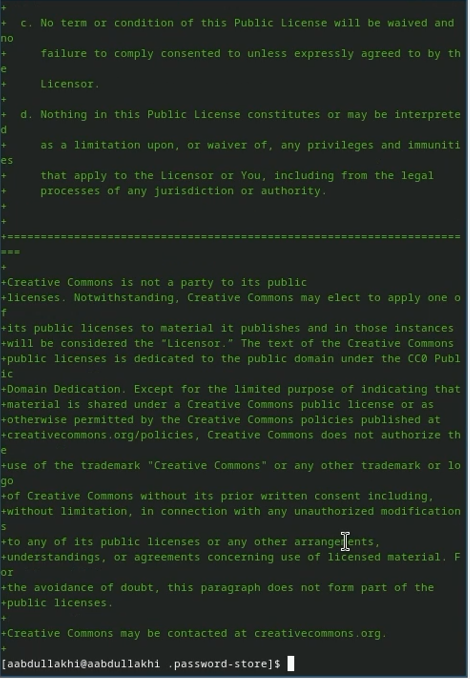 +
+  c. No term or condition of this Public License will be waived and
no
+     failure to comply consented to unless expressly agreed to by th
e
+     Licensor.
+
+  d. Nothing in this Public License constitutes or may be interprete
d
+     as a limitation upon, or waiver of, any privileges and immuniti
es
+     that apply to the Licensor or You, including from the legal
+     processes of any jurisdiction or authority.
+
+
+====================================================================
===
+
+Creative Commons is not a party to its public
+licenses. Notwithstanding, Creative Commons may elect to apply one o
f
+its public licenses to material it publishes and in those instances
+will be considered the “Licensor.” The text of the Creative Commons
+public licenses is dedicated to the public domain under the CC0 Publ
ic
+Domain Dedication. Except for the limited purpose of indicating that
+material is shared under a Creative Commons public license or as
+otherwise permitted by the Creative Commons policies published at
+creativecommons.org/policies, Creative Commons does not authorize th
e
+use of the trademark "Creative Commons" or any other trademark or lo
go
+of Creative Commons without its prior written consent including,
+without limitation, in connection with any unauthorized modification
s
+to any of its public licenses or any other arrangements,
+understandings, or agreements concerning use of licensed material. F
or
+the avoidance of doubt, this paragraph does not form part of the
+public licenses.
+
+Creative Commons may be contacted at creativecommons.org.
+
[aabdullakhi@aabdullakhi .password-store]$